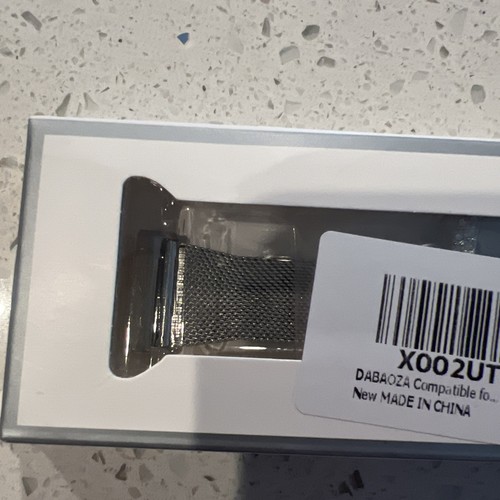 X002UT
DABAOZA Compatible fo...
New MADE IN CHINA